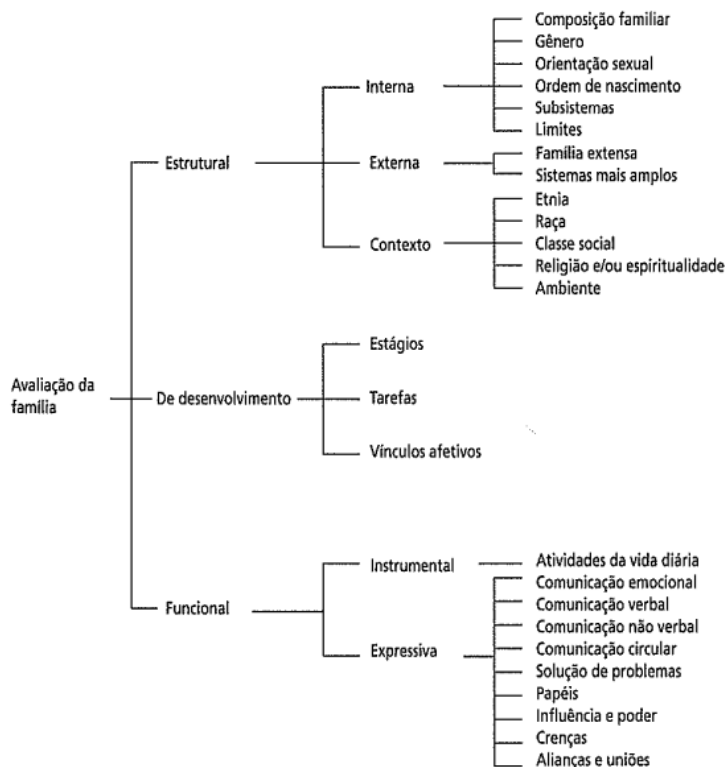 Composição familiar
Gênero
Orientação sexual
Interna
Ordem de nascimento
Subsistemas
Limites
Estrutural
Externa
Família extensa
Sistemas mais amplos
Etnia
Raça
Contexto
Classe social
Religião e/ou espiritualidade
Ambiente
Estágios
Avaliação da
família
De desenvolvimento
Tarefas
Vínculos afetivos
Instrumental
Atividades da vida diária
Funcional
Comunicação emocional
Comunicação verbal
Comunicação não verbal
Expressiva
Comunicação circular
Solução de problemas
Papéis
Influência e poder
Crenças
Alianças e uniões